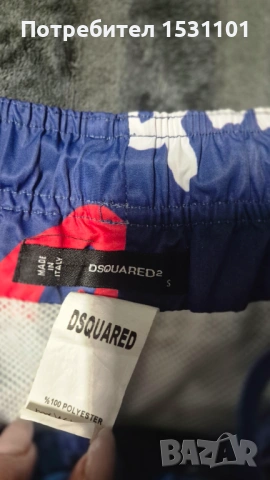 Потребител 1531101
MADE
IN
ITALY
DSQUARED2
S
DSQUARED
%100 POLYESTER
BAZAR